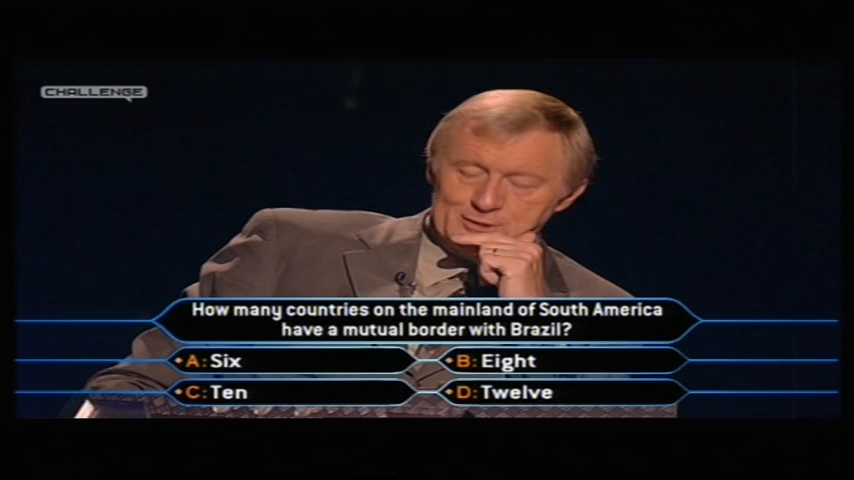 CHALLENGE
How many countries on the mainland of South America
have a mutual border with Brazil?
A: Six
B: Eight
C: Ten
D: Twelve